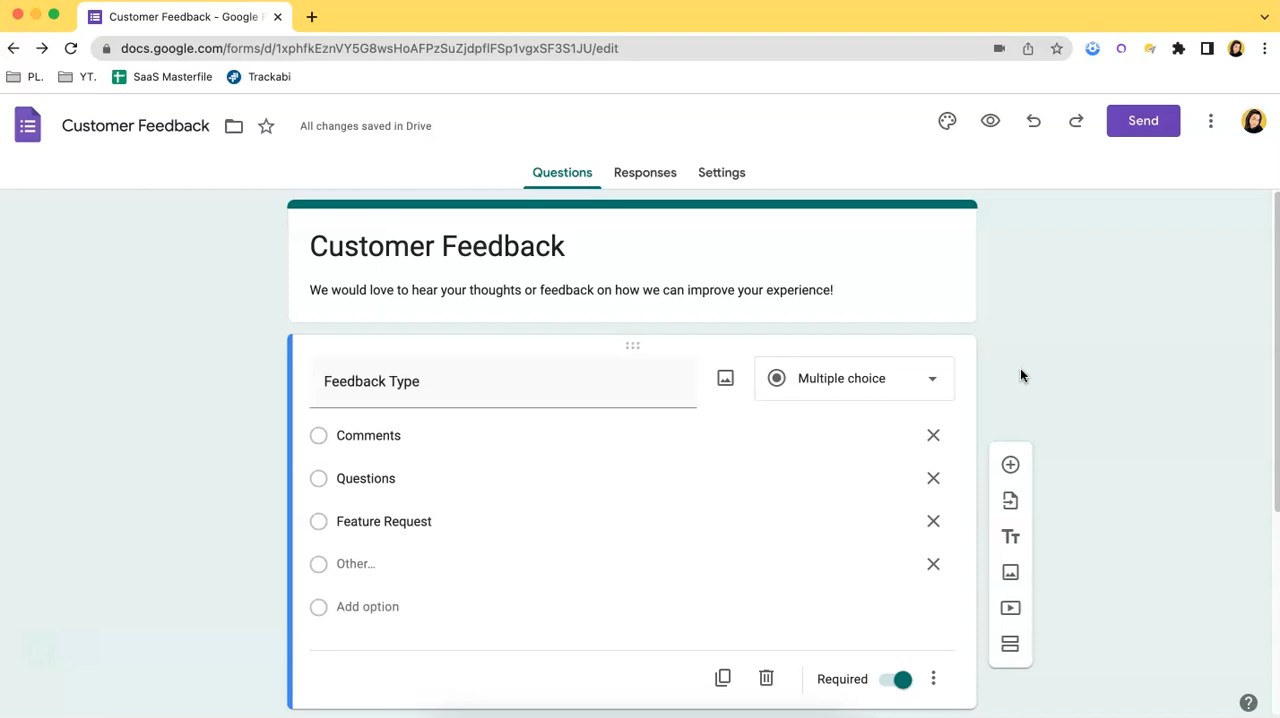 Customer Feedback - Google F
docs.google.com/forms/d/1xphfkEznVY5G8wsHoAFPzSuZjdpflFSp1vgxSF3S1JU/edit
PL.
YT.
SaaS Masterfile
Trackabi
Customer Feedback
All changes saved in Drive
Send
Questions
Responses
Settings
Customer Feedback
We would love to hear your thoughts or feedback on how we can improve your experience!
Feedback Type
Multiple choice
Comments
Questions
Feature Request
Other...
Add option
Required